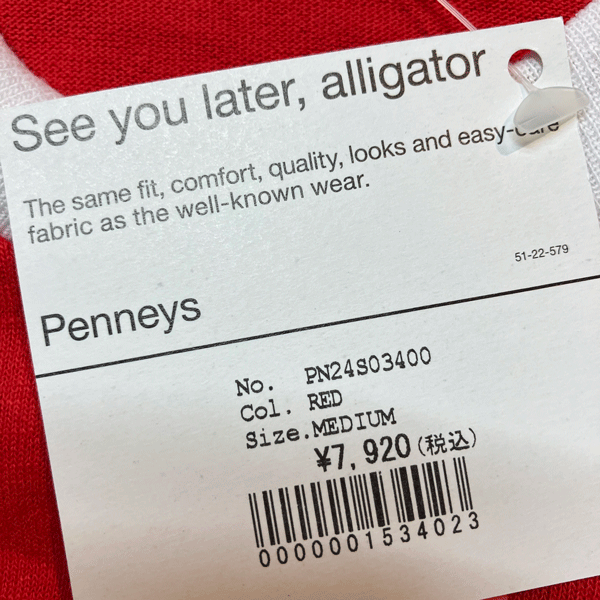 See you later, alligator
The same fit, comfort, quality, looks and easy-care
fabric as the well-known wear.
51-22-579
Penneys
No. PN24S03400
Col. RED
Size.MEDIUM
¥7,920(税込)
0000001534023